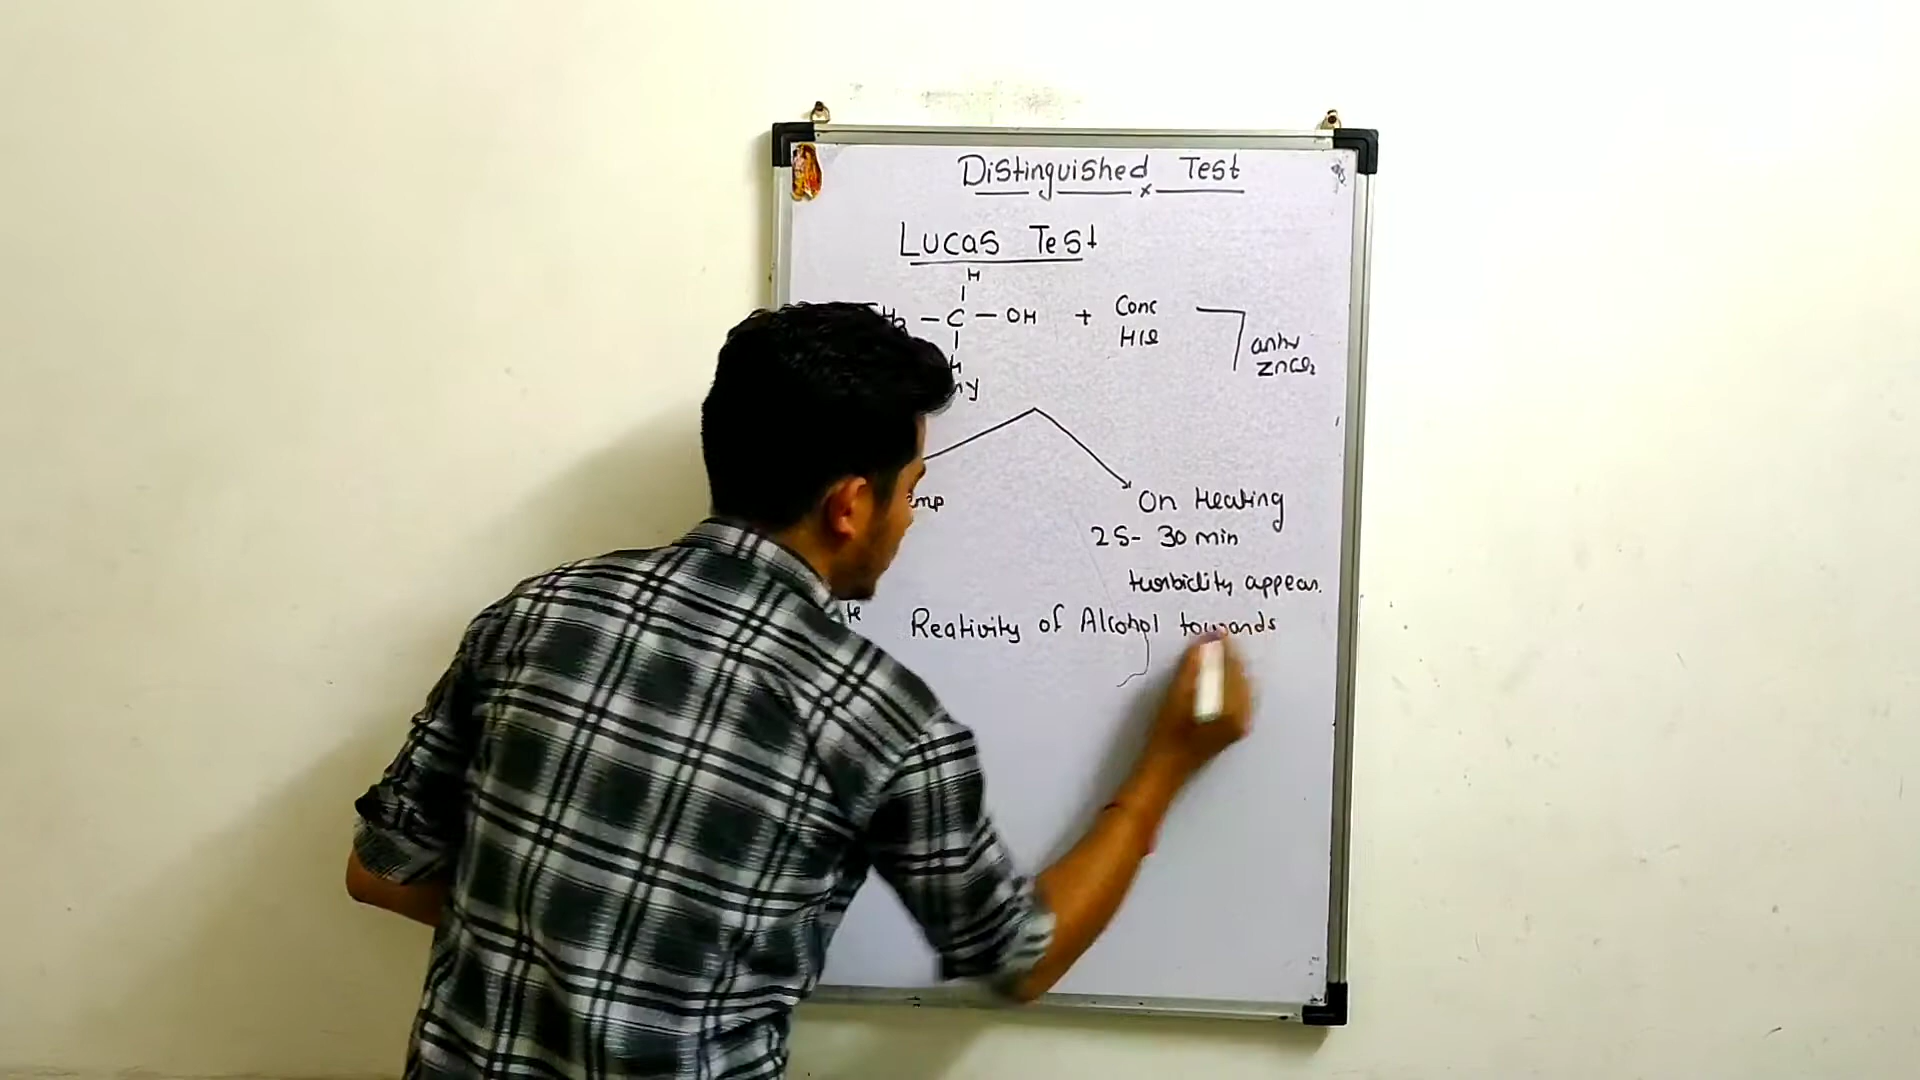 Distinguished Test
Lucas Test
H
- C - OH + Conc
HCl
anhy
ZnCl₂
H
On Heating
25- 30 min
turbidity appear.
Reativity of Alcohol towards